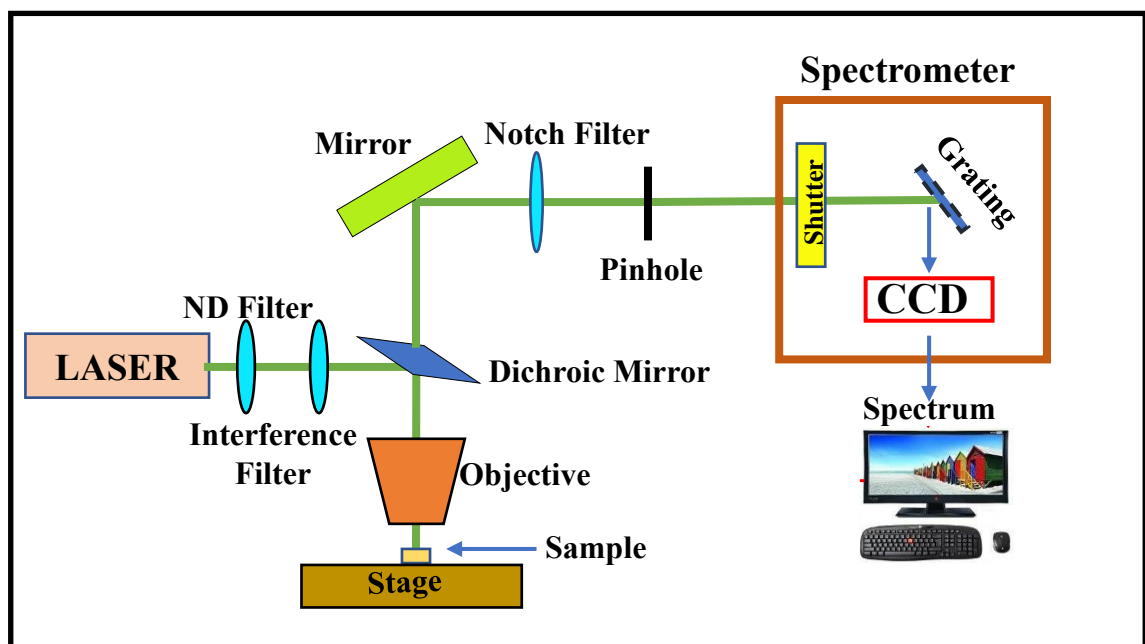 Spectrometer
Mirror
Notch Filter
Shutter
Grating
Pinhole
CCD
ND Filter
LASER
Dichroic Mirror
Interference
Filter
Objective
Spectrum
Sample
Stage